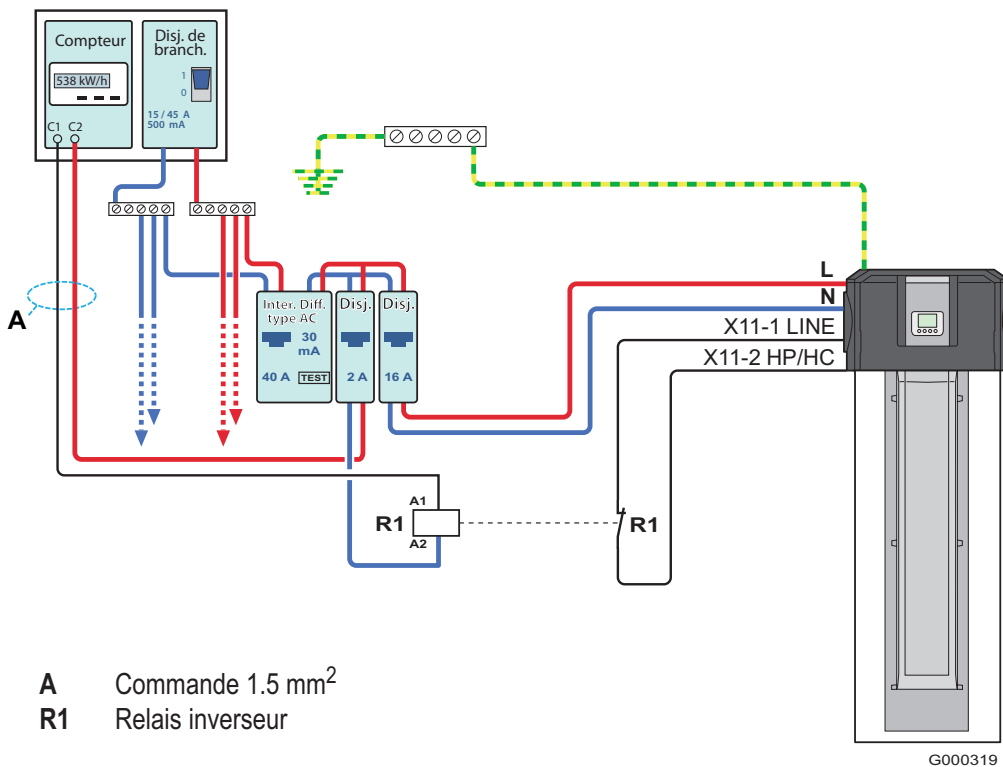 Compteur
538 kW/h
C1 C2
Disj. de
branch.
1
0
15 / 45 A
500 mA
A
Inter. Diff.
type AC
30
mA
40 A TEST
Disj.
2 A
Disj.
16 A
L
N
X11-1 LINE
X11-2 HP/HC
A1
R1
A2
R1
A Commande 1.5 mm²
R1 Relais inverseur
G000319